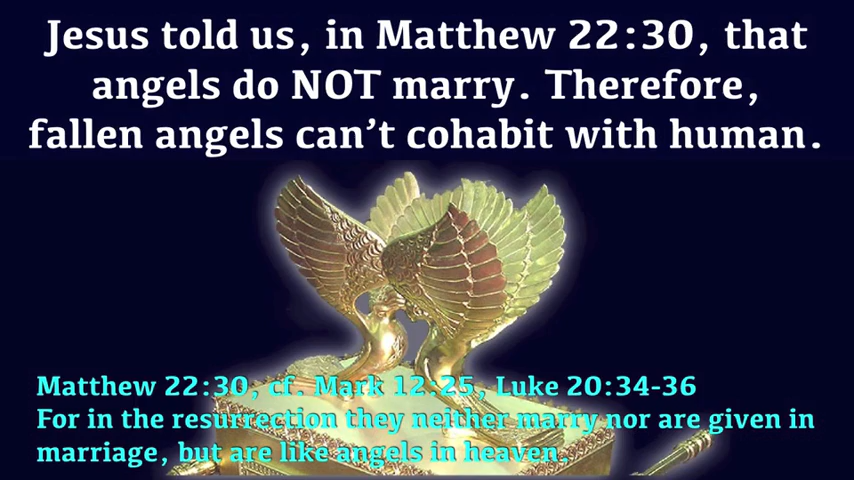 Jesus told us, in Matthew 22:30, that
angels do NOT marry. Therefore,
fallen angels can't cohabit with human.
Matthew 22:30, cf. Mark 12:25, Luke 20:34-36
For in the resurrection they neither marry nor are given in
marriage, but are like angels in heaven.